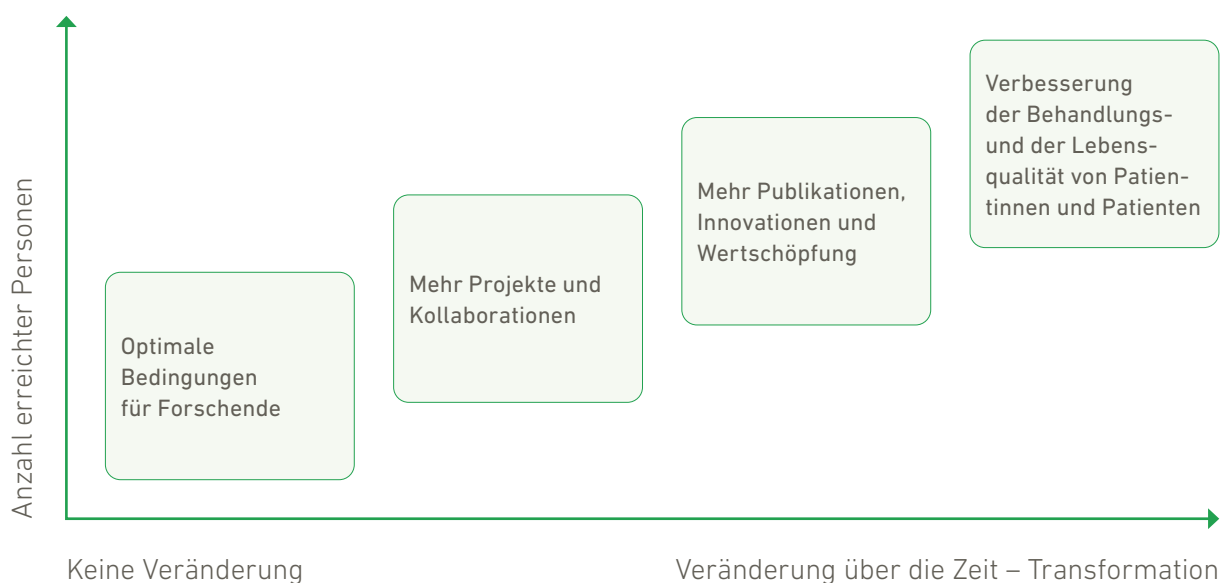 Anzahl erreichter Personen
Optimale
Bedingungen
für Forschende
Mehr Projekte und
Kollaborationen
Mehr Publikationen,
Innovationen und
Wertschöpfung
Verbesserung
der Behandlungs-
und der Lebens-
qualität von Patien-
tinnen und Patienten
Keine Veränderung
Veränderung über die Zeit – Transformation